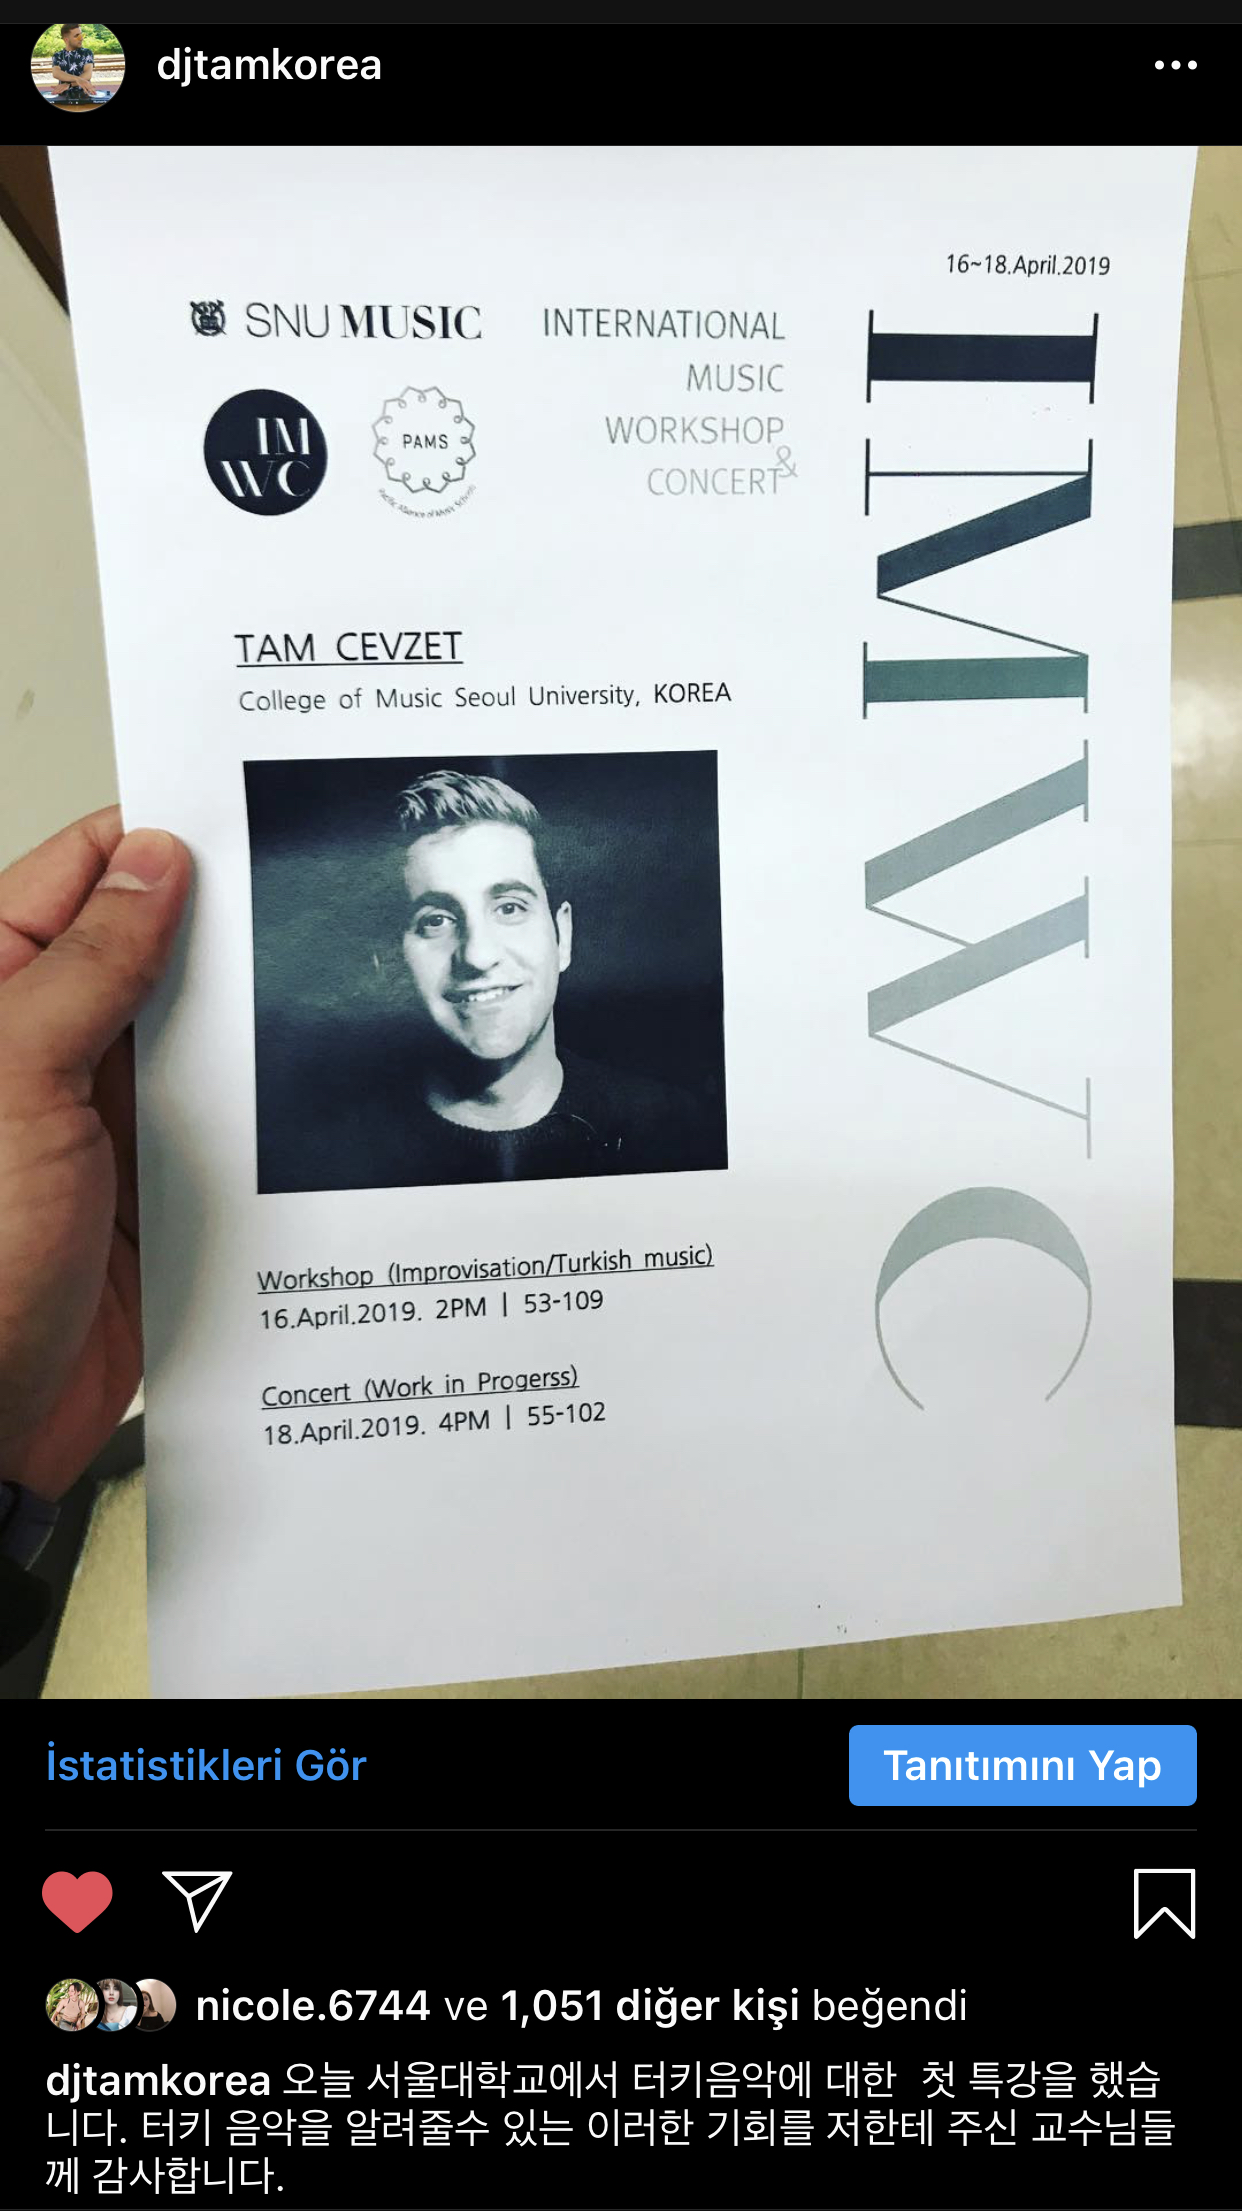 djtamkorea
16~18.April.2019
SNU MUSIC
INTERNATIONAL
MUSIC
WORKSHOP
&
CONCERT
IM
WC
PAMS
Pacific Alliance of Music Schools
IMWC
TAM CEVZET
College of Music Seoul University, KOREA
Workshop (Improvisation/Turkish music)
16.April.2019. 2PM | 53-109
Concert (Work in Progerss)
18.April.2019. 4PM | 55-102
İstatistikleri Gör
Tanıtımını Yap
nicole.6744 ve 1,051 diğer kişi beğendi
djtamkorea 오늘 서울대학교에서 터키음악에 대한 첫 특강을 했습
니다. 터키 음악을 알려줄수 있는 이러한 기회를 저한테 주신 교수님들
께 감사합니다.